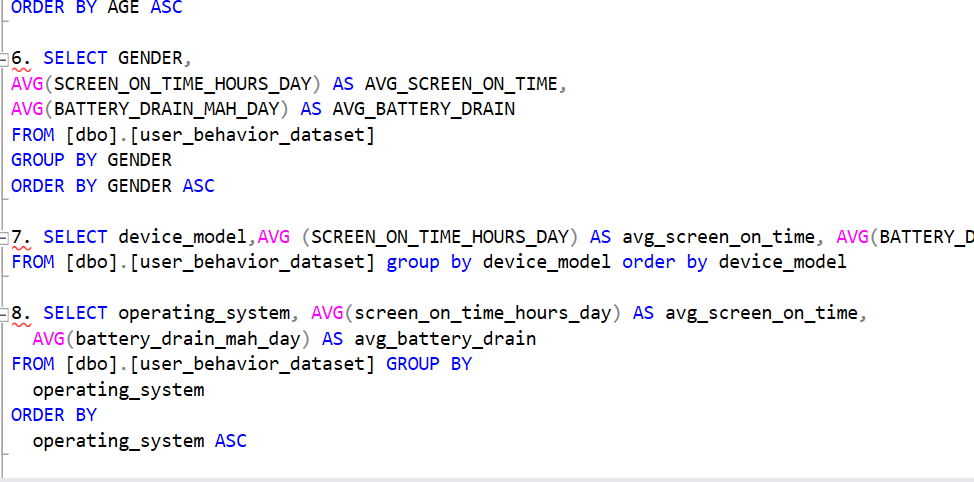 ORDER BY AGE ASC
6. SELECT GENDER,
AVG(SCREEN_ON_TIME_HOURS_DAY) AS AVG_SCREEN_ON_TIME,
AVG(BATTERY_DRAIN_MAH_DAY) AS AVG_BATTERY_DRAIN
FROM [dbo].[user_behavior_dataset]
GROUP BY GENDER
ORDER BY GENDER ASC
7. SELECT device_model,AVG (SCREEN_ON_TIME_HOURS_DAY) AS avg_screen_on_time, AVG(BATTERY_D
FROM [dbo].[user_behavior_dataset] group by device_model order by device_model
8. SELECT operating_system, AVG(screen_on_time_hours_day) AS avg_screen_on_time,
AVG(battery_drain_mah_day) AS avg_battery_drain
FROM [dbo].[user_behavior_dataset] GROUP BY
operating_system
ORDER BY
operating_system ASC